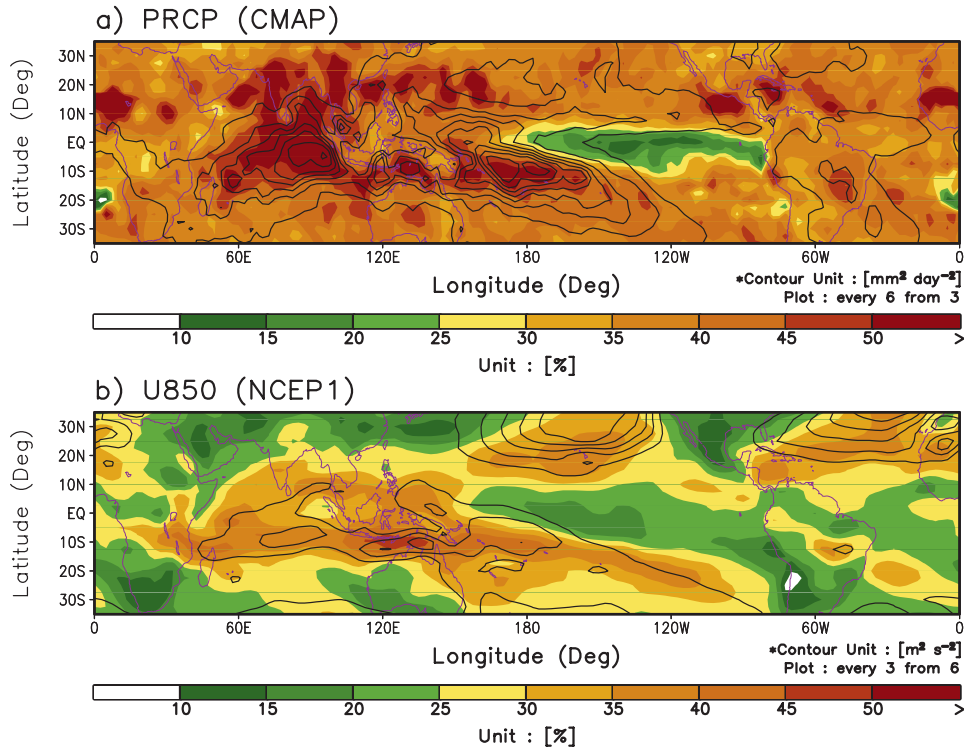 a) PRCP (CMAP)
Latitude (Deg)
30N
20N
10N
EQ
10S
20S
30S
0 60E 120E 180 120W 60W 0
Longitude (Deg)
*Contour Unit : [mm² day⁻²]
Plot : every 6 from 3
10 15 20 25 30 35 40 45 50 >
Unit : [%]
b) U850 (NCEP1)
Latitude (Deg)
30N
20N
10N
EQ
10S
20S
30S
0 60E 120E 180 120W 60W 0
Longitude (Deg)
*Contour Unit : [m² s⁻²]
Plot : every 3 from 6
10 15 20 25 30 35 40 45 50 >
Unit : [%]